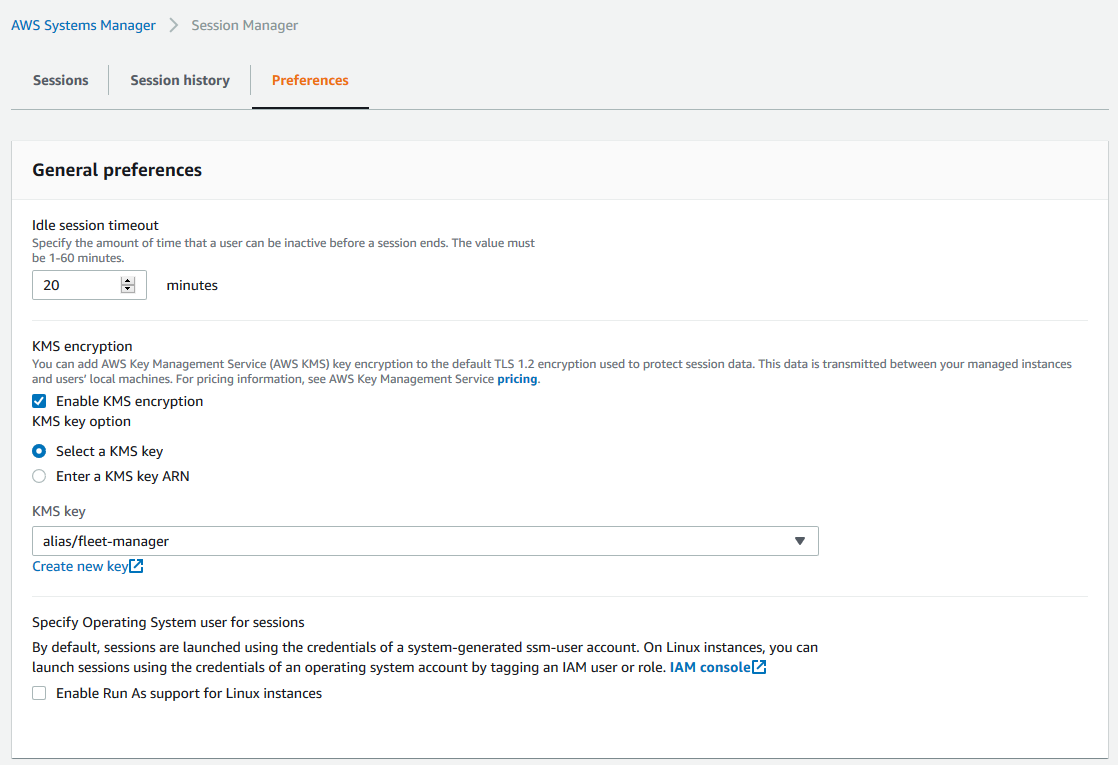 AWS Systems Manager > Session Manager
Sessions Session history Preferences
General preferences
Idle session timeout
Specify the amount of time that a user can be inactive before a session ends. The value must
be 1-60 minutes.
20 minutes
KMS encryption
You can add AWS Key Management Service (AWS KMS) key encryption to the default TLS 1.2 encryption used to protect session data. This data is transmitted between your managed instances
and users' local machines. For pricing information, see AWS Key Management Service pricing.
Enable KMS encryption
KMS key option
Select a KMS key
Enter a KMS key ARN
KMS key
alias/fleet-manager
Create new key
Specify Operating System user for sessions
By default, sessions are launched using the credentials of a system-generated ssm-user account. On Linux instances, you can
launch sessions using the credentials of an operating system account by tagging an IAM user or role. IAM console
Enable Run As support for Linux instances